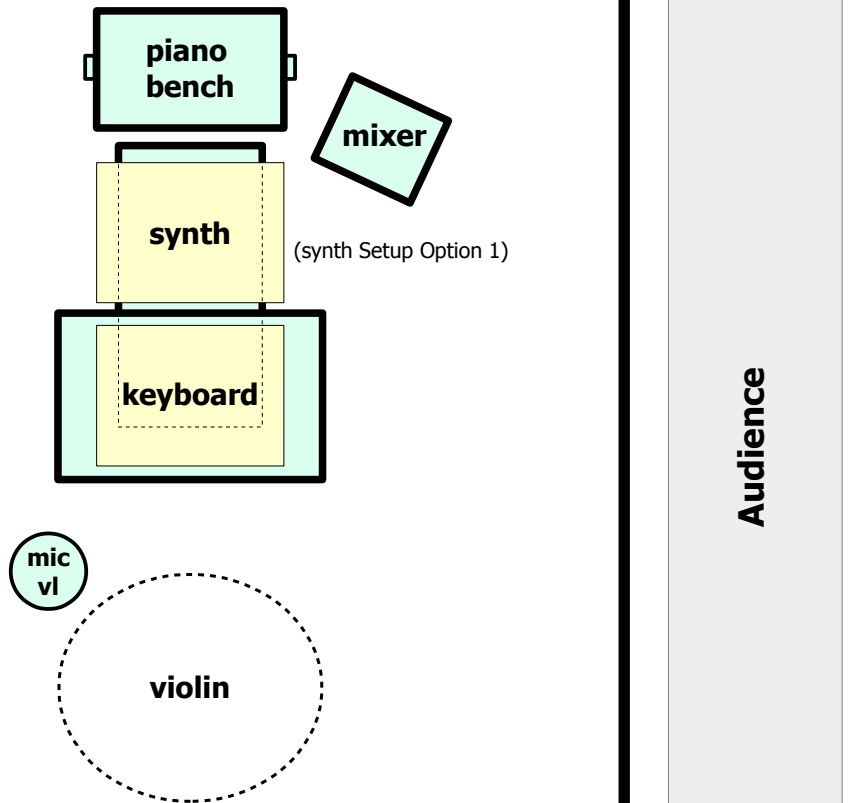 piano
bench
mixer
synth
(synth Setup Option 1)
keyboard
Audience
mic
vl
violin